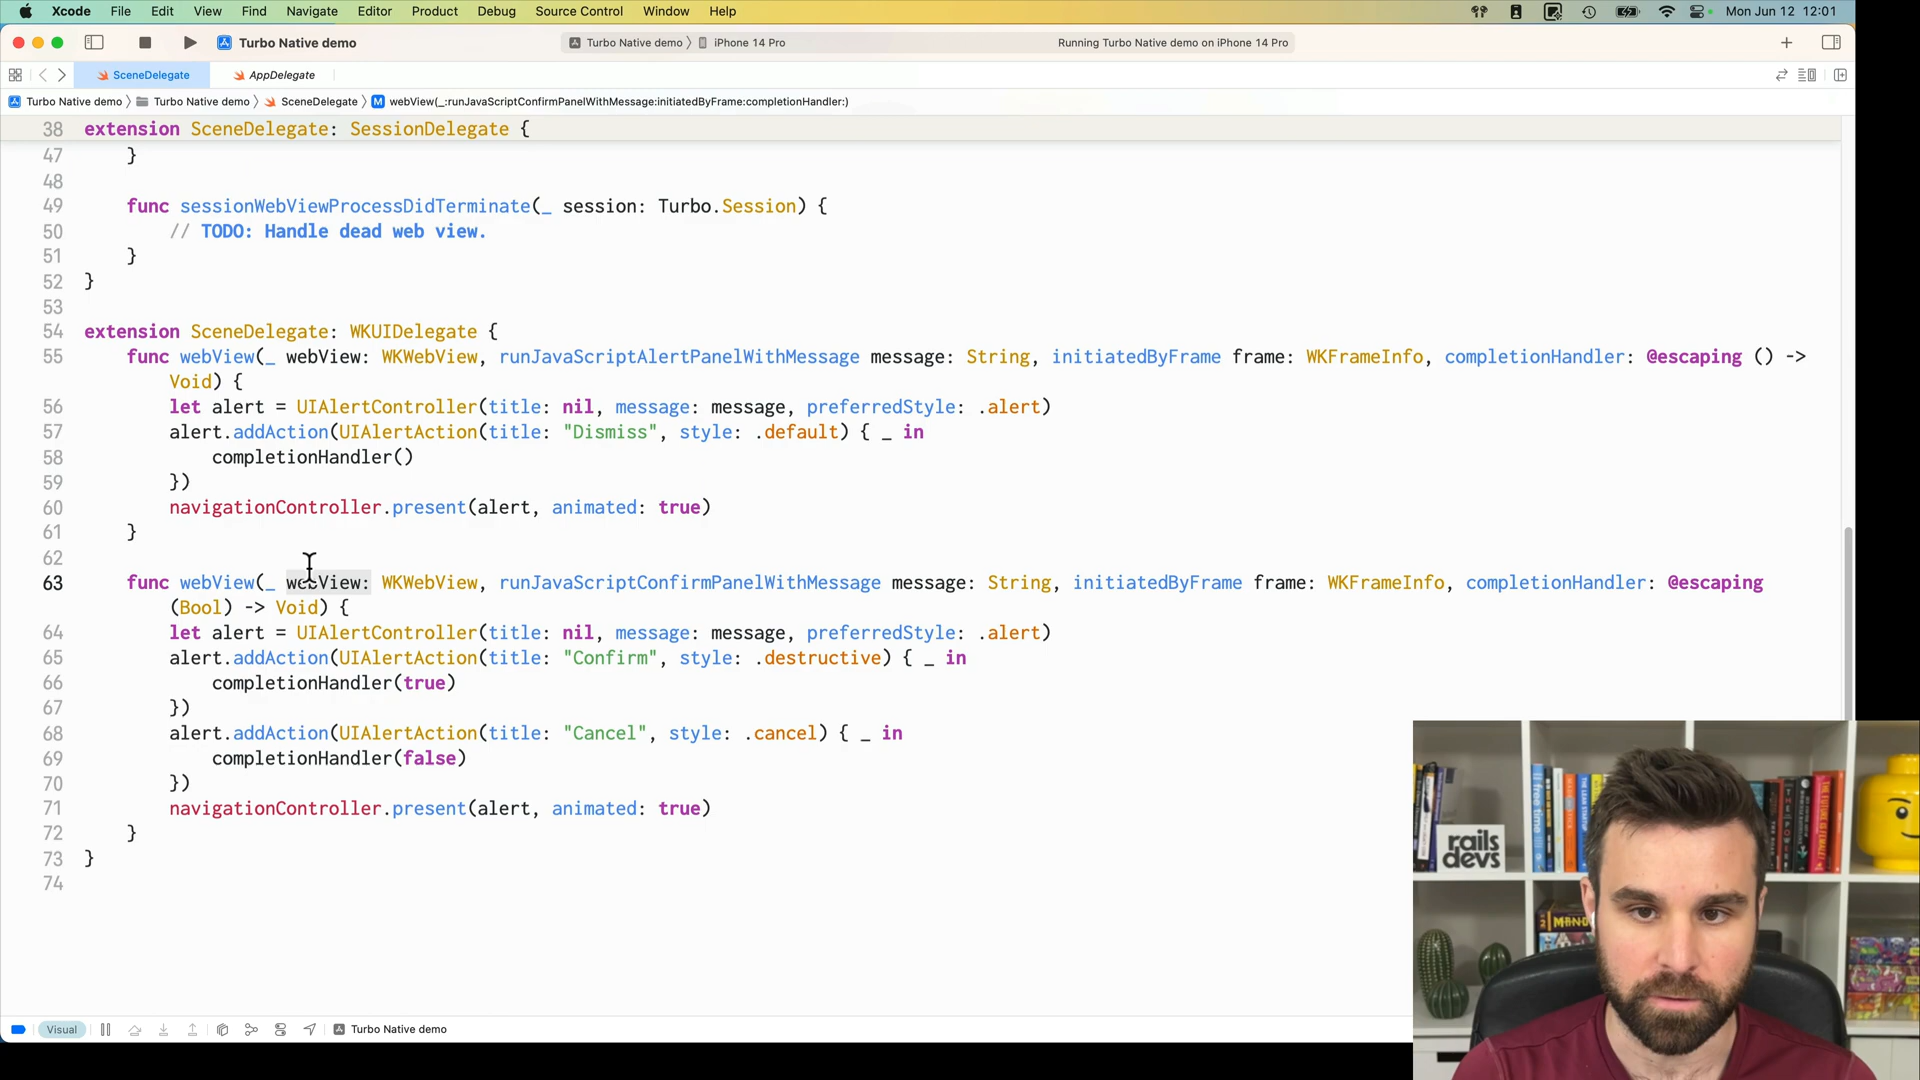 Xcode File Edit View Find Navigate Editor Product Debug Source Control Window Help Mon Jun 12 12:01
Turbo Native demo Turbo Native demo iPhone 14 Pro Running Turbo Native demo on iPhone 14 Pro
SceneDelegate AppDelegate
Turbo Native demo Turbo Native demo SceneDelegate M webView(_:runJavaScriptConfirmPanelWithMessage:initiatedByFrame:completionHandler:)
38 extension SceneDelegate: SessionDelegate {
47 }
48
49 func sessionWebViewProcessDidTerminate(_ session: Turbo.Session) {
50 // TODO: Handle dead web view.
51 }
52 }
53
54 extension SceneDelegate: WKUIDelegate {
55 func webView(_ webView: WKWebView, runJavaScriptAlertPanelWithMessage message: String, initiatedByFrame frame: WKFrameInfo, completionHandler: @escaping () ->
Void) {
56 let alert = UIAlertController(title: nil, message: message, preferredStyle: .alert)
57 alert.addAction(UIAlertAction(title: "Dismiss", style: .default) { _ in
58 completionHandler()
59 })
60 navigationController.present(alert, animated: true)
61 }
62
63 func webView(_ webView: WKWebView, runJavaScriptConfirmPanelWithMessage message: String, initiatedByFrame frame: WKFrameInfo, completionHandler: @escaping
(Bool) -> Void) {
64 let alert = UIAlertController(title: nil, message: message, preferredStyle: .alert)
65 alert.addAction(UIAlertAction(title: "Confirm", style: .destructive) { _ in
66 completionHandler(true)
67 })
68 alert.addAction(UIAlertAction(title: "Cancel", style: .cancel) { _ in
69 completionHandler(false)
70 })
71 navigationController.present(alert, animated: true)
72 }
73 }
74
rails
devs
Visual Turbo Native demo